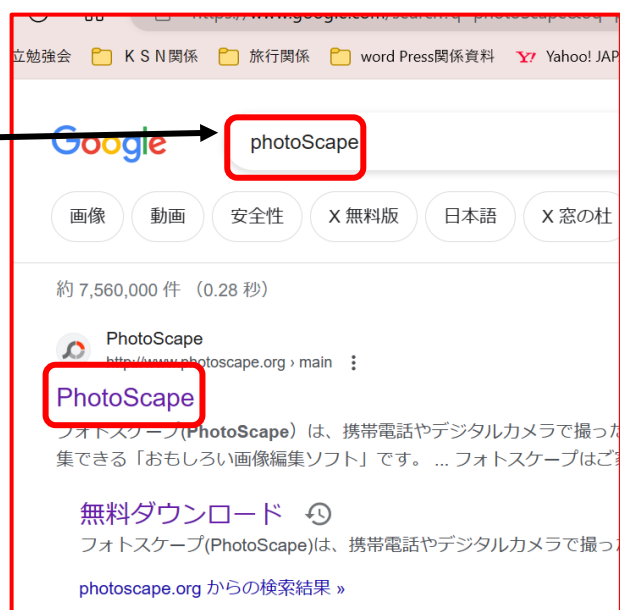 立勉強会 KSN関係 旅行関係 word Press関係資料 Yahoo! JAP
Google photoScape
画像 動画 安全性 X 無料版 日本語 X 窓の杜
約 7,560,000 件 (0.28 秒)
PhotoScape
http://www.photoscape.org › main
PhotoScape
フォトスケープ(PhotoScape)は、携帯電話やデジタルカメラで撮った
集できる「おもしろい画像編集ソフト」です。 ... フォトスケープはご
無料ダウンロード
フォトスケープ(PhotoScape)は、携帯電話やデジタルカメラで撮っ
photoscape.org からの検索結果 »